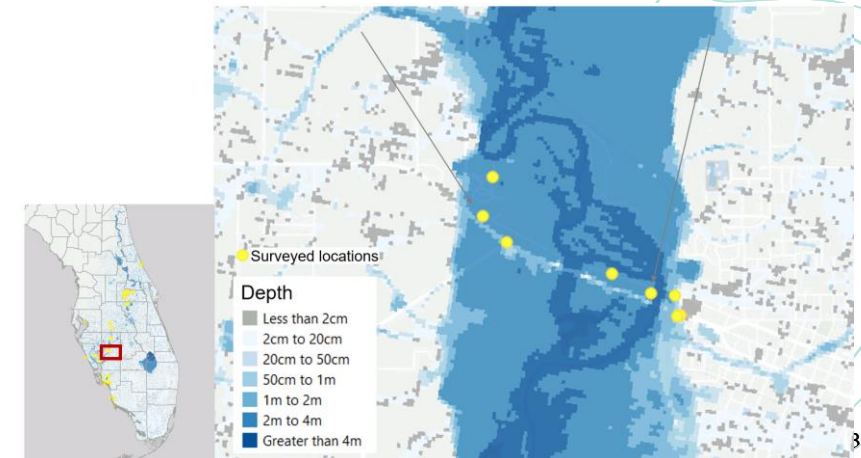 Surveyed locations
Depth
Less than 2cm
2cm to 20cm
20cm to 50cm
50cm to 1m
1m to 2m
2m to 4m
Greater than 4m
3